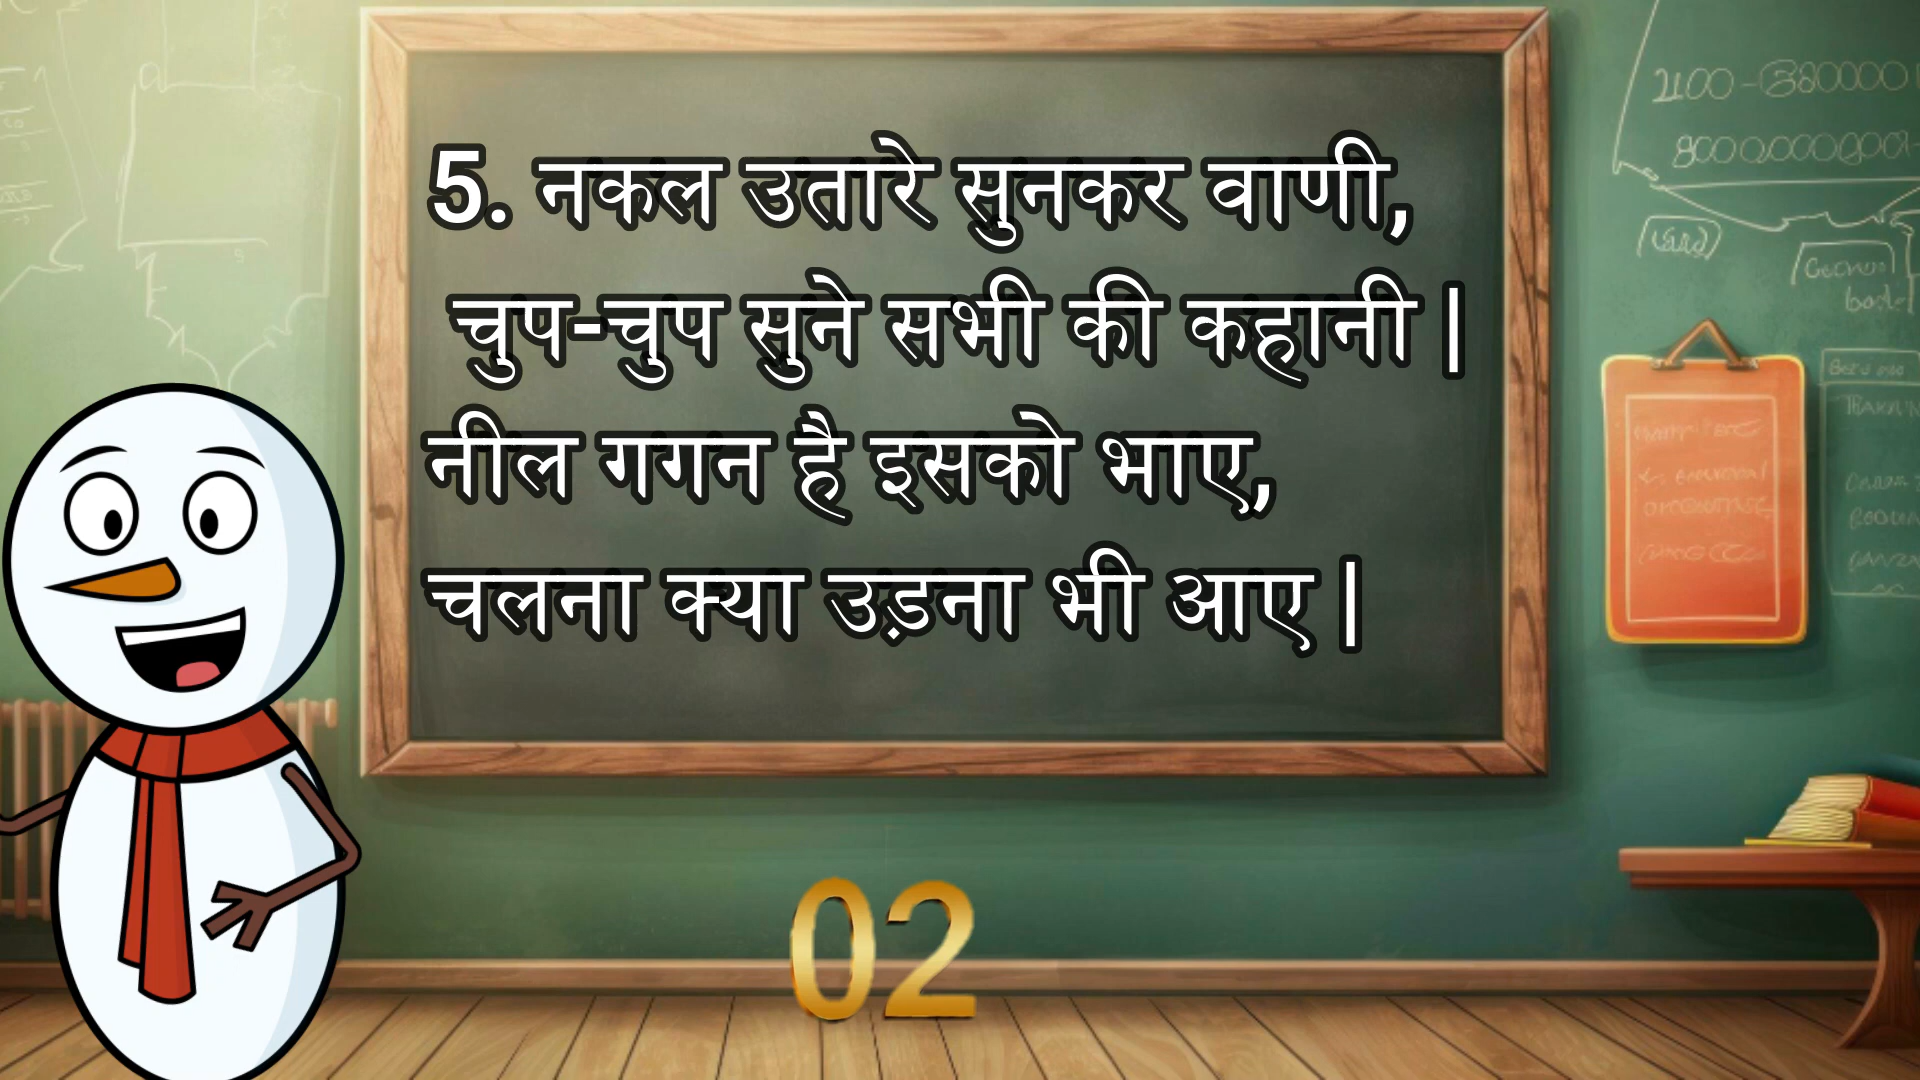 5. नकल उतारे सुनकर वाणी,
चुप-चुप सुने सभी की कहानी |
नील गगन है इसको भाए,
चलना क्या उड़ना भी आए |
02